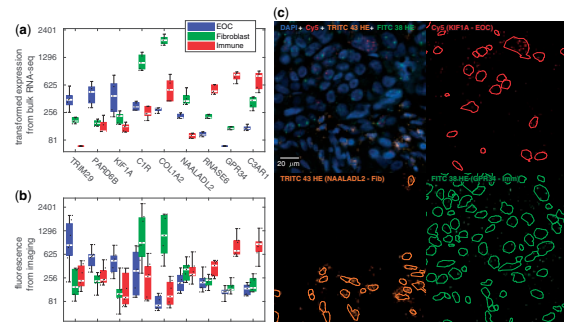 (a)
transformed expression
from bulk RNA-seq
2401
1296
625
256
81
EOC
Fibroblast
Immune
TRIM29
PARD6B
KIF1A
C1R
COL1A2
NAALADL2
RNASE6
GPR34
C3AR1
(b)
fluorescence
from imaging
2401
1296
625
256
81
(c)
DAPI + Cy5 + TRITC 43 HE + FITC 38 HE
20 µm
Cy5 (KIF1A - EOC)
TRITC 43 HE (NAALADL2 - Fib)
FITC 38 HE (GPR34 - Imm)